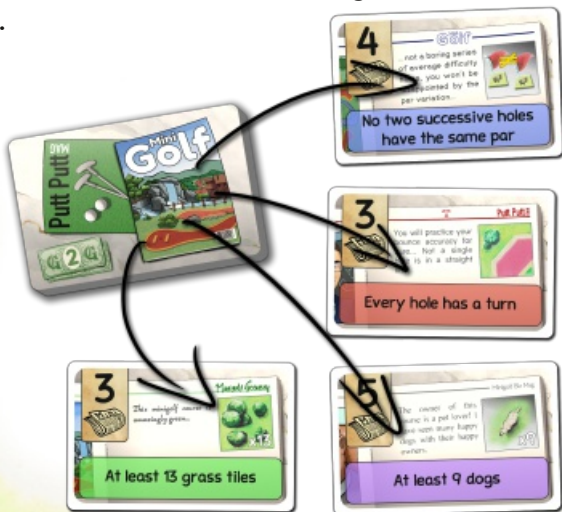 4
Golf
...not a boring series
of average difficulty
you won't be
by the
par variation...
No two successive holes
have the same par
Putt Putt
MAG
Mini
Golf
G 2 G
3
Putt Putt
You will practice your
bounce accuracy for
Not a single
is in a straight
Every hole has a turn
3
This minigolf course
amazingly green...
x13
At least 13 grass tiles
5
The owner of this
course is a pet lover! I
have seen many happy
dogs with their happy
owners.
x9
At least 9 dogs